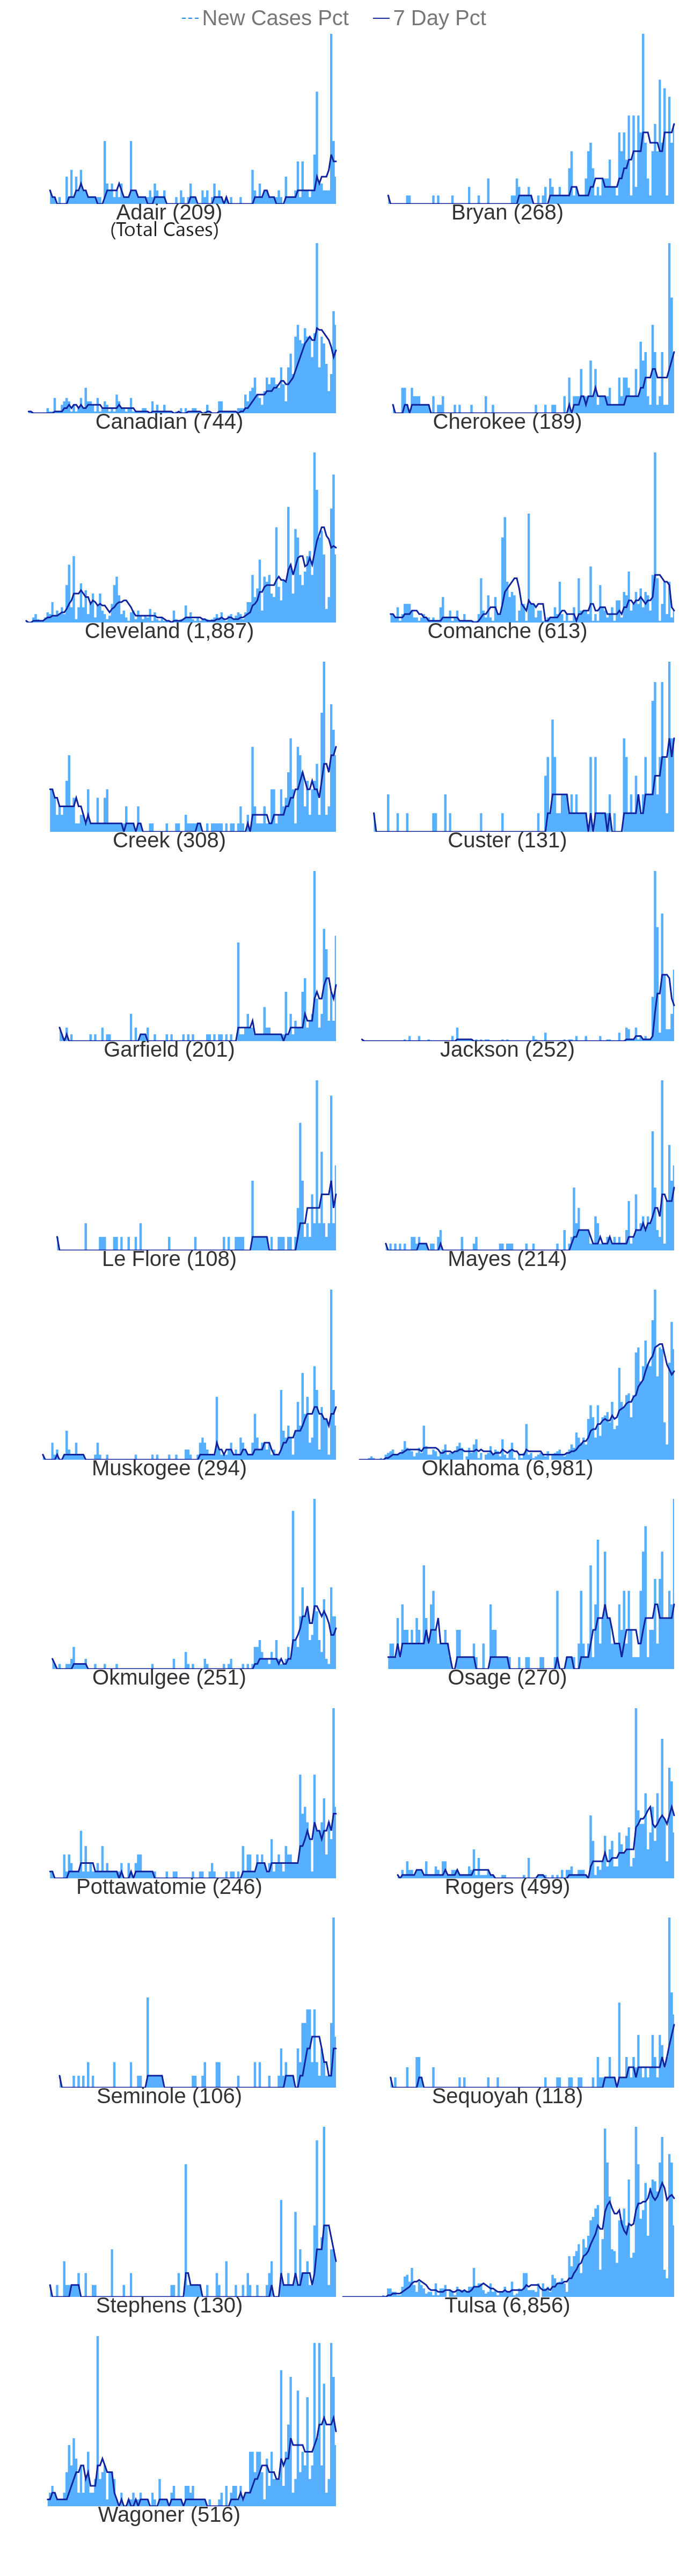 New Cases Pct 7 Day Pct
Adair (209) Bryan (268)
(Total Cases)
Canadian (744) Cherokee (189)
Cleveland (1,887) Comanche (613)
Creek (308) Custer (131)
Garfield (201) Jackson (252)
Le Flore (108) Mayes (214)
Muskogee (294) Oklahoma (6,981)
Okmulgee (251) Osage (270)
Pottawatomie (246) Rogers (499)
Seminole (106) Sequoyah (118)
Stephens (130) Tulsa (6,856)
Wagoner (516)